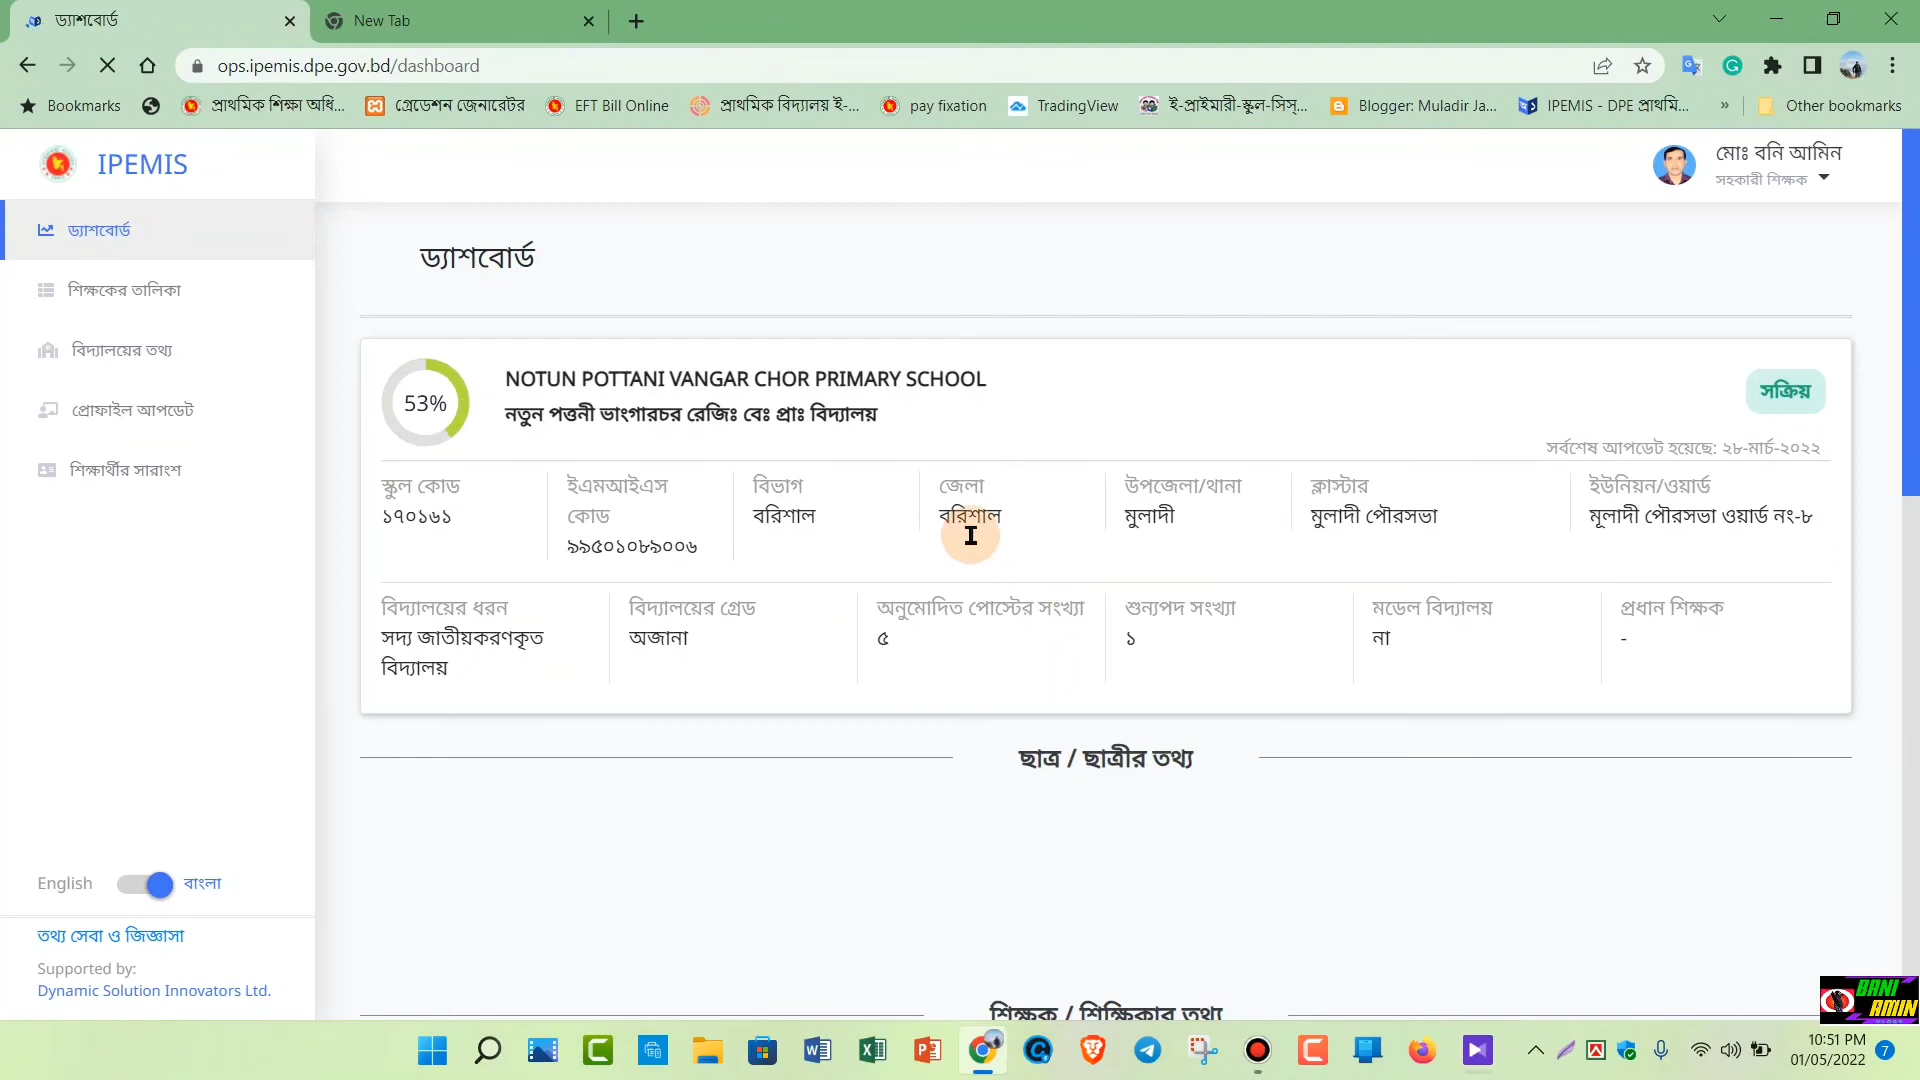 ড্যাশবোর্ড
New Tab
ops.ipemis.dpe.gov.bd/dashboard
Bookmarks
প্রাথমিক শিক্ষা অধি...
গ্রেডেশন জেনারেটর
EFT Bill Online
প্রাথমিক বিদ্যালয় ই-...
pay fixation
TradingView
ই-প্রাইমারী-স্কুল-সিস্...
Blogger: Muladir Ja...
IPEMIS - DPE প্রাথমি...
»
Other bookmarks
IPEMIS
মোঃ বনি আমিন
সহকারী শিক্ষক
ড্যাশবোর্ড
শিক্ষকের তালিকা
বিদ্যালয়ের তথ্য
প্রোফাইল আপডেট
শিক্ষার্থীর সারাংশ
English বাংলা
তথ্য সেবা ও জিজ্ঞাসা
Supported by:
Dynamic Solution Innovators Ltd.
ড্যাশবোর্ড
53%
NOTUN POTTANI VANGAR CHOR PRIMARY SCHOOL
নতুন পত্তনী ভাংগারচর রেজিঃ বেঃ প্রাঃ বিদ্যালয়
সক্রিয়
সর্বশেষ আপডেট হয়েছে: ২৮-মার্চ-২০২২
স্কুল কোড
১৭০১৬১
ইএমআইএস
কোড
৯৯৫০১০৮৯০০৬
বিভাগ
বরিশাল
জেলা
বরিশাল
উপজেলা/থানা
মুলাদী
ক্লাস্টার
মুলাদী পৌরসভা
ইউনিয়ন/ওয়ার্ড
মূলাদী পৌরসভা ওয়ার্ড নং-৮
বিদ্যালয়ের ধরন
সদ্য জাতীয়করণকৃত
বিদ্যালয়
বিদ্যালয়ের গ্রেড
অজানা
অনুমোদিত পোস্টের সংখ্যা
৫
শুন্যপদ সংখ্যা
১
মডেল বিদ্যালয়
না
প্রধান শিক্ষক
-
ছাত্র / ছাত্রীর তথ্য
শিক্ষক / শিক্ষিকার তথ্য
BANI
AMIN
10:51 PM
01/05/2022
7